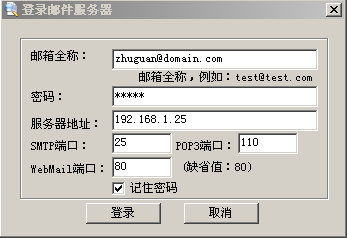 登录邮件服务器
邮箱全称： zhuguan@domain.com
邮箱全称，例如：test@test.com
密码： *****
服务器地址： 192.168.1.25
SMTP端口： 25 POP3端口： 110
WebMail端口： 80 (缺省值：80)
记住密码
登录 取消